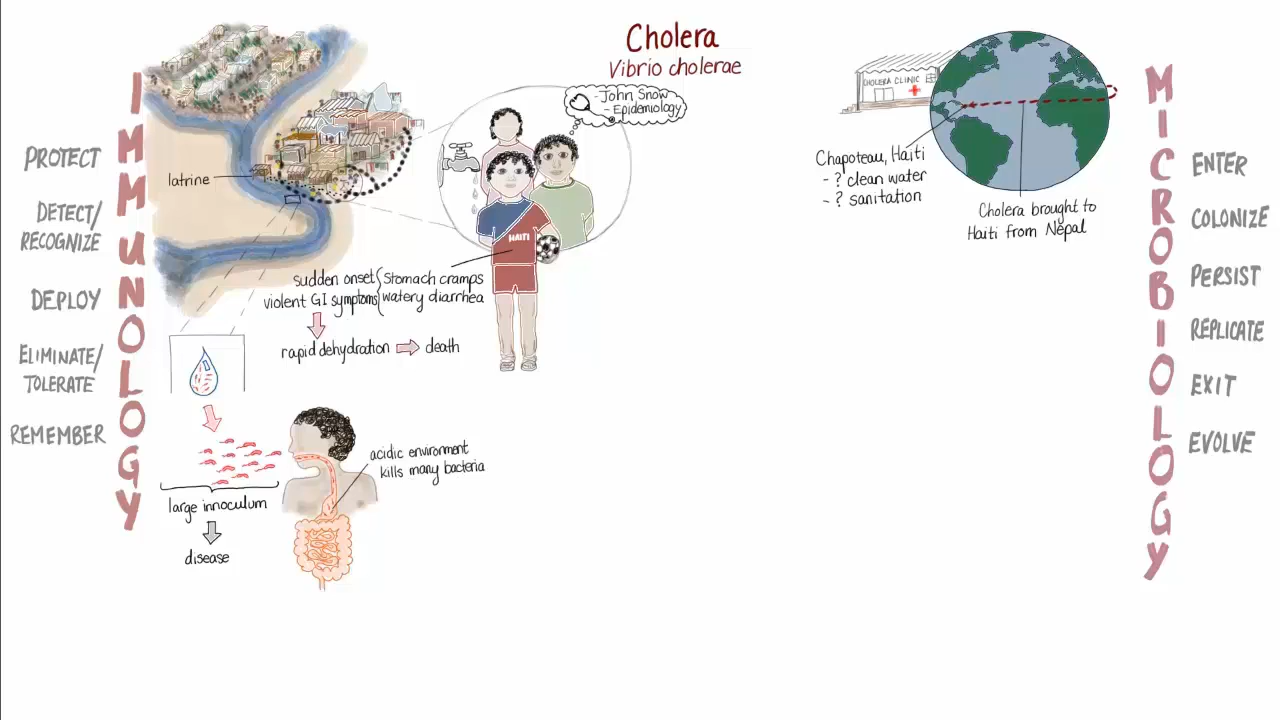 Cholera
Vibrio cholerae
IMMUNOLOGY
PROTECT
DETECT/
RECOGNIZE
DEPLOY
ELIMINATE/
TOLERATE
REMEMBER
latrine
John Snow
- Epidemiology
HAITI
sudden onset
violent GI symptoms
Stomach cramps
watery diarrhea
rapid dehydration
death
large innoculum
disease
acidic environment
kills many bacteria
CHOLERA CLINIC
Chapoteau, Haiti
- ? clean water
- ? sanitation
Cholera brought to
Haiti from Nepal
MICROBIOLOGY
ENTER
COLONIZE
PERSIST
REPLICATE
EXIT
EVOLVE